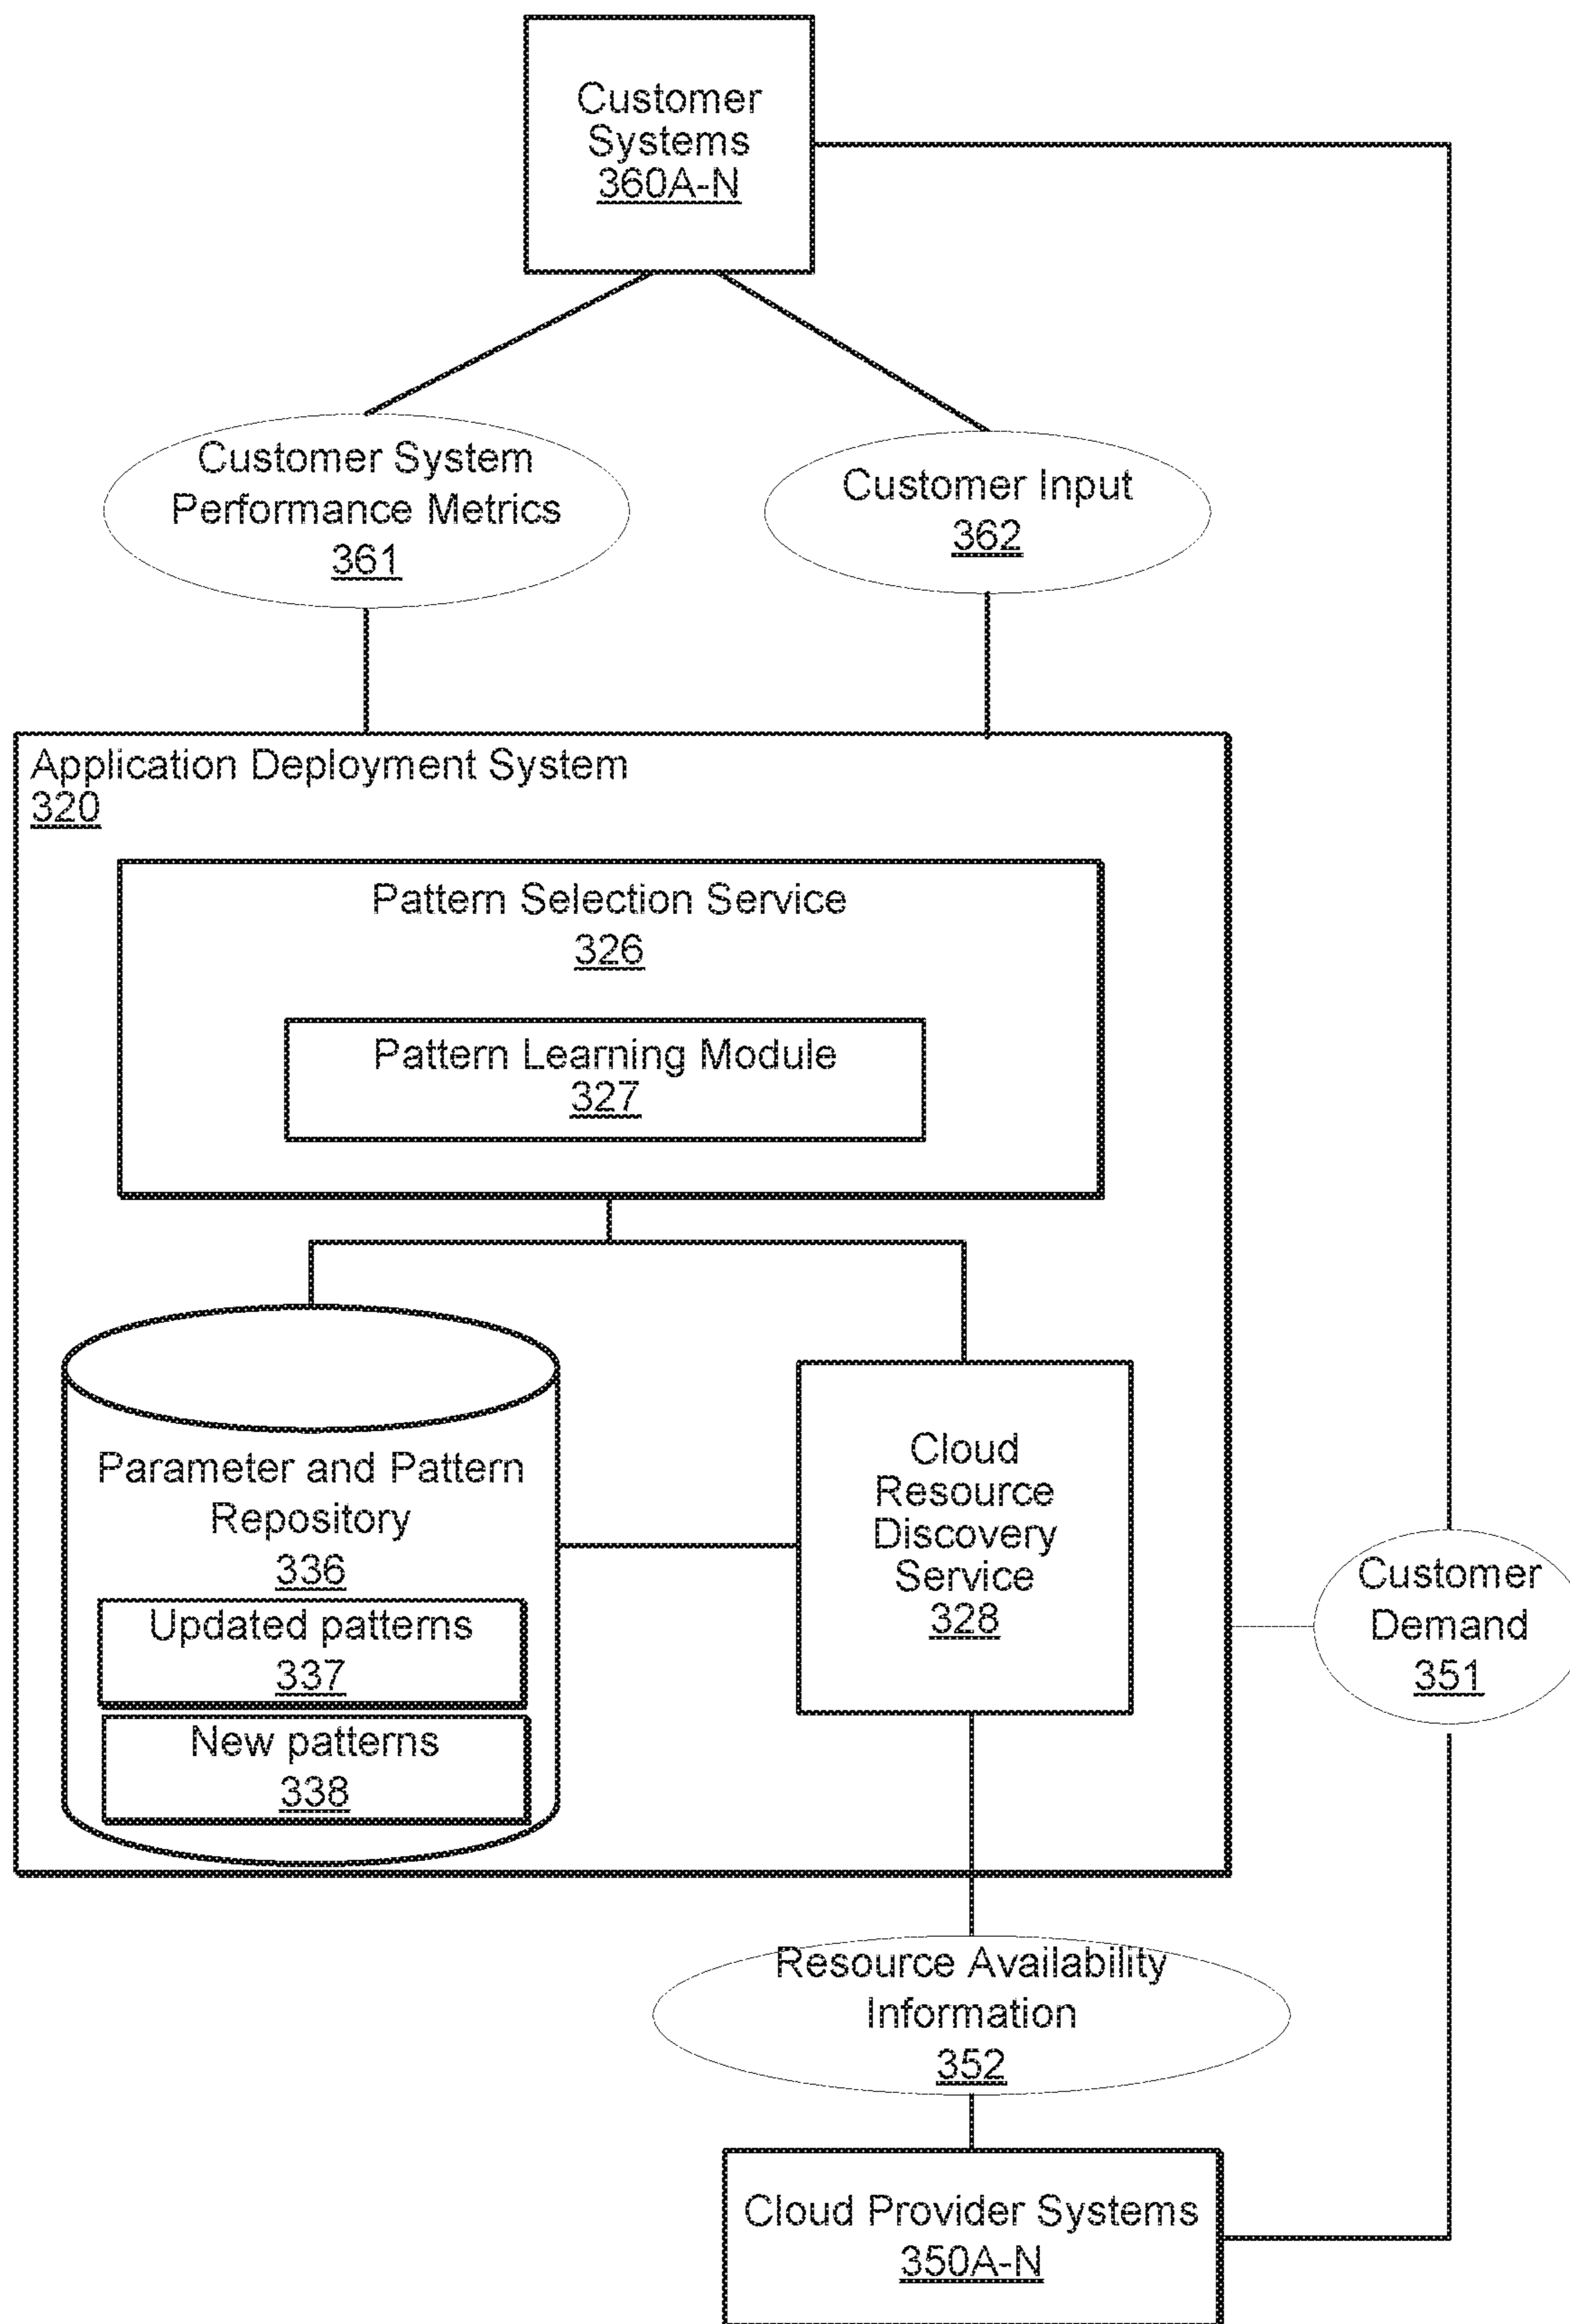 Customer
Systems
360A-N
Customer System
Performance Metrics
361
Customer Input
362
Application Deployment System
320
Pattern Selection Service
326
Pattern Learning Module
327
Parameter and Pattern
Repository
336
Updated patterns
337
New patterns
338
Cloud
Resource
Discovery
Service
328
Customer
Demand
351
Resource Availability
Information
352
Cloud Provider Systems
350A-N